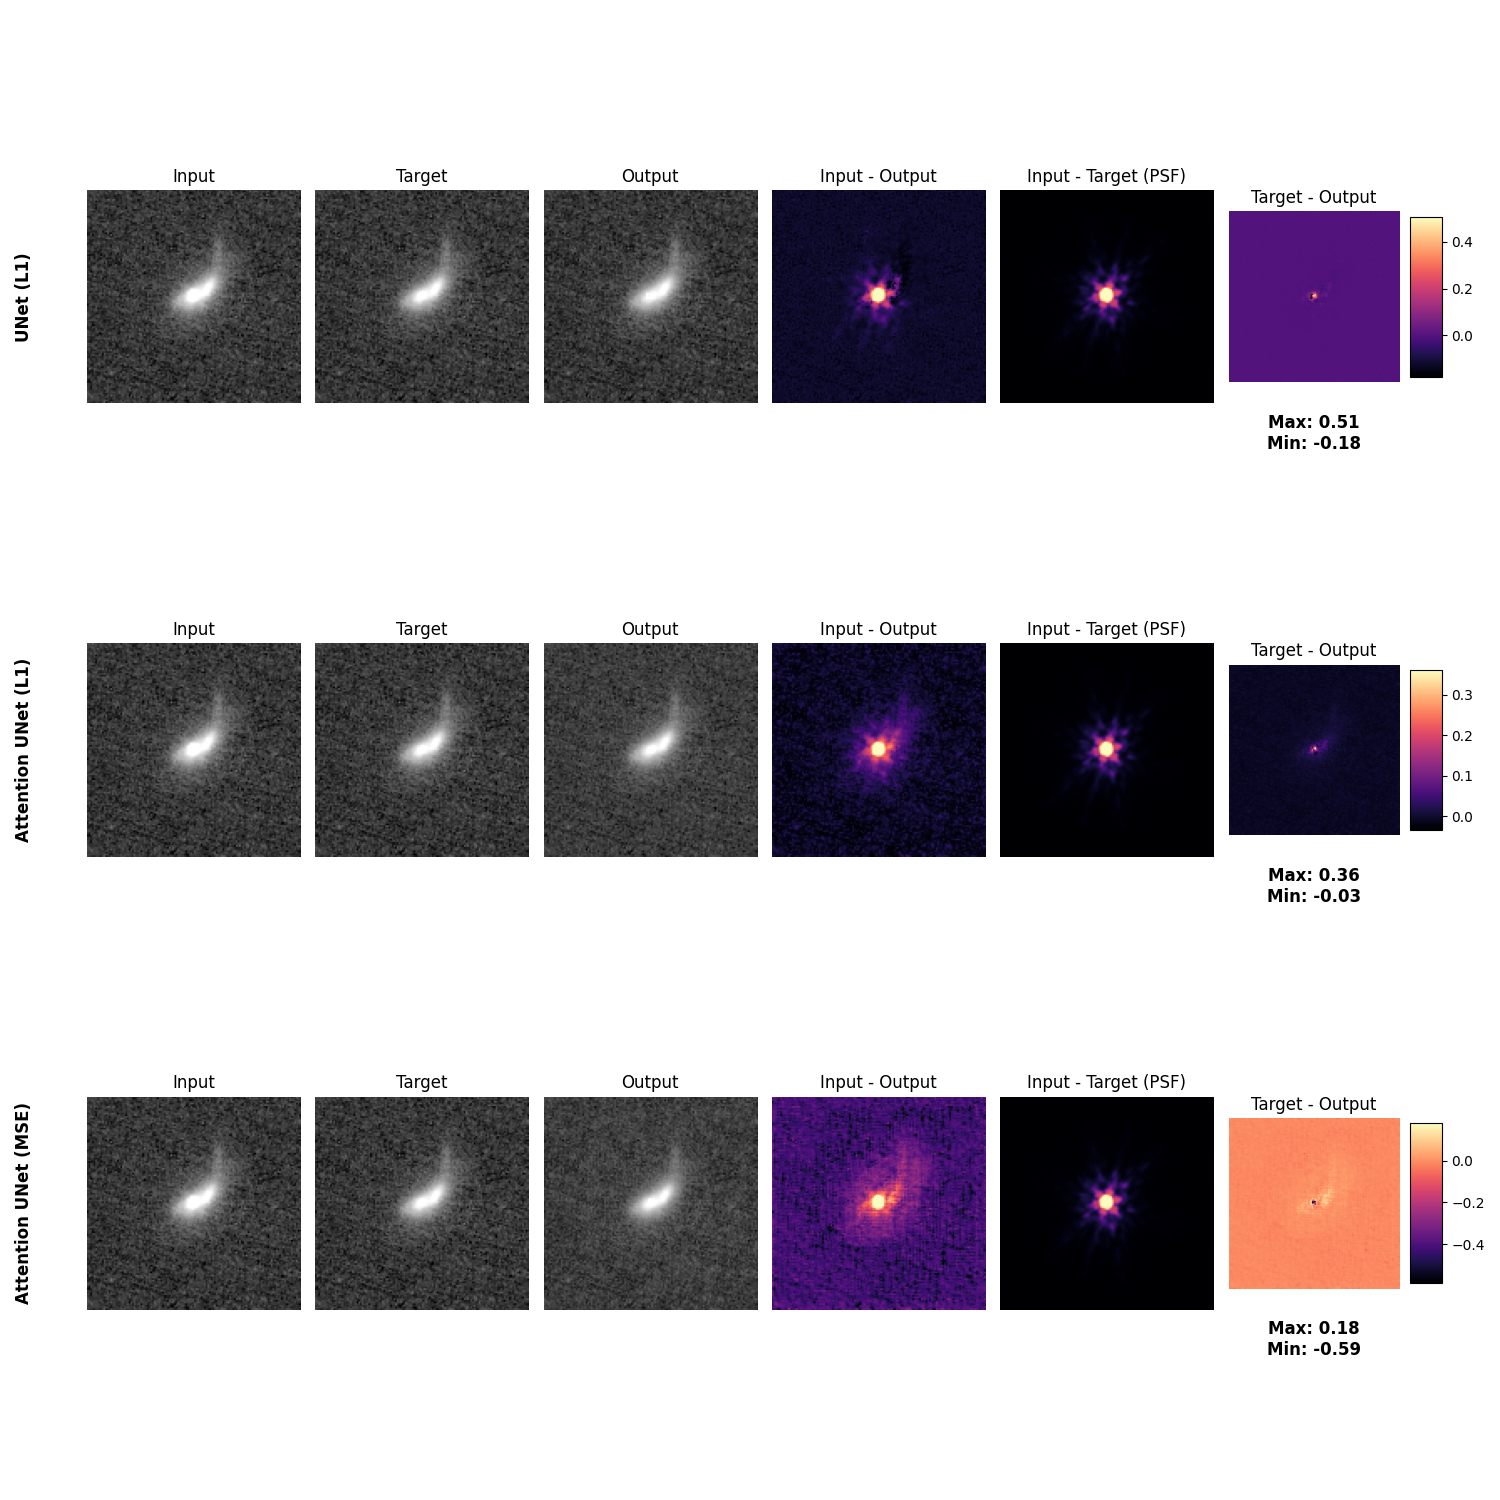 Input Target Output Input - Output Input - Target (PSF) Target - Output
UNet (L1)
0.4
0.2
0.0
Max: 0.51
Min: -0.18
Input Target Output Input - Output Input - Target (PSF) Target - Output
Attention UNet (L1)
0.3
0.2
0.1
0.0
Max: 0.36
Min: -0.03
Input Target Output Input - Output Input - Target (PSF) Target - Output
Attention UNet (MSE)
0.0
−0.2
−0.4
Max: 0.18
Min: -0.59